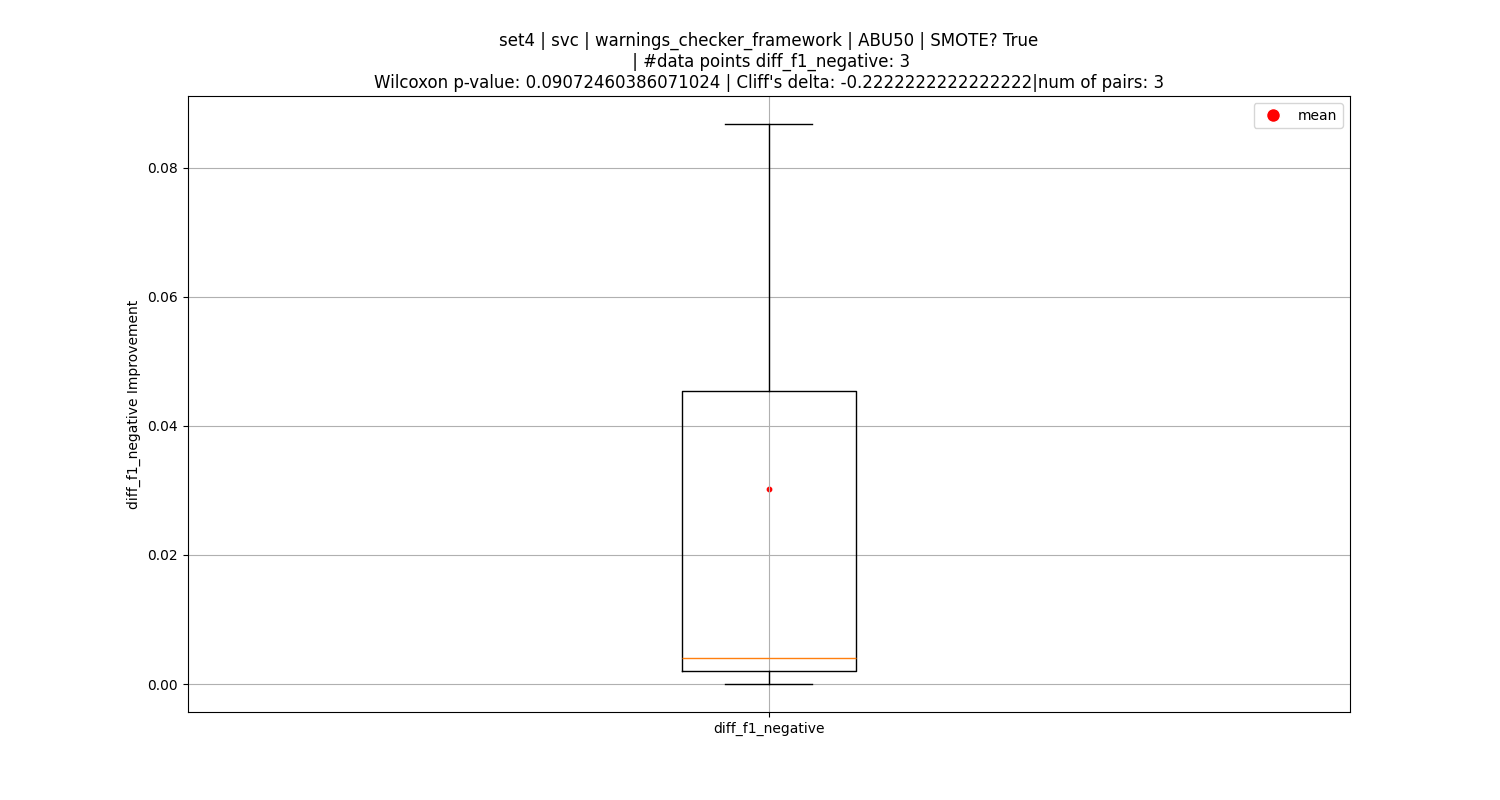 set4 | svc | warnings_checker_framework | ABU50 | SMOTE? True
| #data points diff_f1_negative: 3
Wilcoxon p-value: 0.09072460386071024 | Cliff's delta: -0.2222222222222222|num of pairs: 3
mean
0.08
0.06
0.04
0.02
0.00
diff_f1_negative Improvement
diff_f1_negative